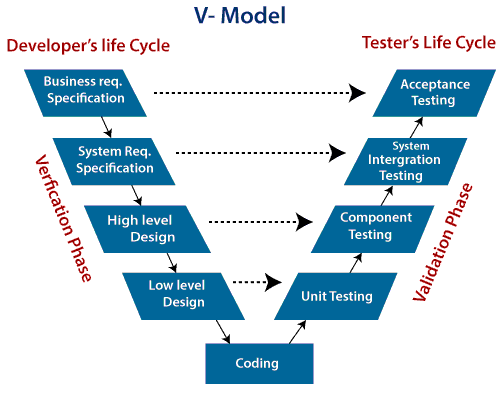 V- Model
Developer's life Cycle
Tester's Life Cycle
Business req.
Specification
Acceptance
Testing
System Req.
Specification
System
Intergration
Testing
High level
Design
Component
Testing
Low level
Design
Unit Testing
Coding
Verfication Phase
Validation Phase